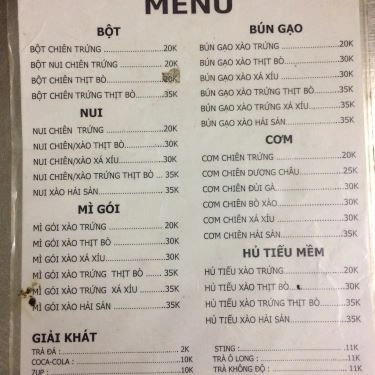 MENU
BỘT
BỘT CHIÊN TRỨNG ........................20K
BỘT NUI CHIÊN TRỨNG ................20K
BỘT CHIÊN THỊT BÒ.....................30K
BỘT CHIÊN TRỨNG THỊT BÒ..........35K
NUI
NUI CHIÊN TRỨNG ......................20K
NUI CHIÊN/XÀO THỊT BÒ..............30K
NUI CHIÊN/XÀO XÁ XÍU................30K
NUI CHIÊN/XÀO TRỨNG THỊT BÒ ....35K
NUI XÀO HẢI SẢN........................35K
MÌ GÓI
MÌ GÓI XÀO TRỨNG .....................20K
MÌ GÓI XÀO THỊT BÒ ....................30K
MÌ GÓI XÀO XÁ XÍU......................30K
MÌ GÓI XÀO TRỨNG THỊT BÒ ...... 35K
MÌ GÓI XÀO TRỨNG XÁ XÍU .........35K
MÌ GÓI XÀO HẢI SẢN ...................35K
GIẢI KHÁT
TRÀ ĐÁ :...................................2K
COCA-COLA :.............................10K
7UP :........................................10K
BÚN GẠO
BÚN GẠO XÀO TRỨNG ................20K
BÚN GẠO XÀO THỊT BÒ...............30K
BÚN GẠO XÀO XÁ XÍU ................30K
BÚN GẠO XÀO TRỨNG THỊT BÒ......35K
BÚN GẠO XÀO TRỨNG XÁ XÍU .......35K
BÚN GẠO XÀO HẢI SẢN................35K
CƠM
CƠM CHIÊN TRỨNG ....................20K
CƠM CHIÊN DƯƠNG CHÂU...........25K
CƠM CHIÊN ĐÙI GÀ....................30K
CƠM CHIÊN BÒ XÀO....................30K
CƠM CHIÊN XÁ XÍU ....................30K
CƠM CHIÊN HẢI SẢN ..................35K
HỦ TIẾU MỀM
HỦ TIẾU XÀO TRỨNG..................20K
HỦ TIẾU XÀO THỊT BÒ.................30K
HỦ TIẾU XÀO TRỨNG THỊT BÒ.......35K
HỦ TIẾU XÀO HẢI SẢN.................35K
STING :....................................11K
TRÀ Ô LONG :............................11K
TRÀ KHÔNG ĐỘ :........................11K